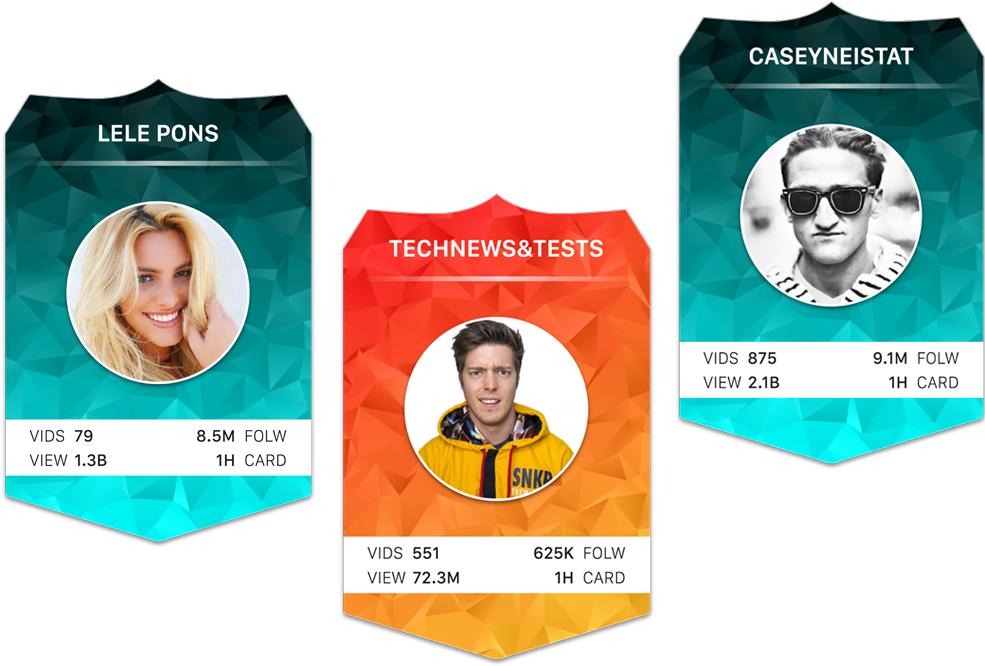 LELE PONS
VIDS 79 8.5M FOLW
VIEW 1.3B 1H CARD
TECHNEWS&TESTS
SNKR
VIDS 551 625K FOLW
VIEW 72.3M 1H CARD
CASEYNEISTAT
VIDS 875 9.1M FOLW
VIEW 2.1B 1H CARD